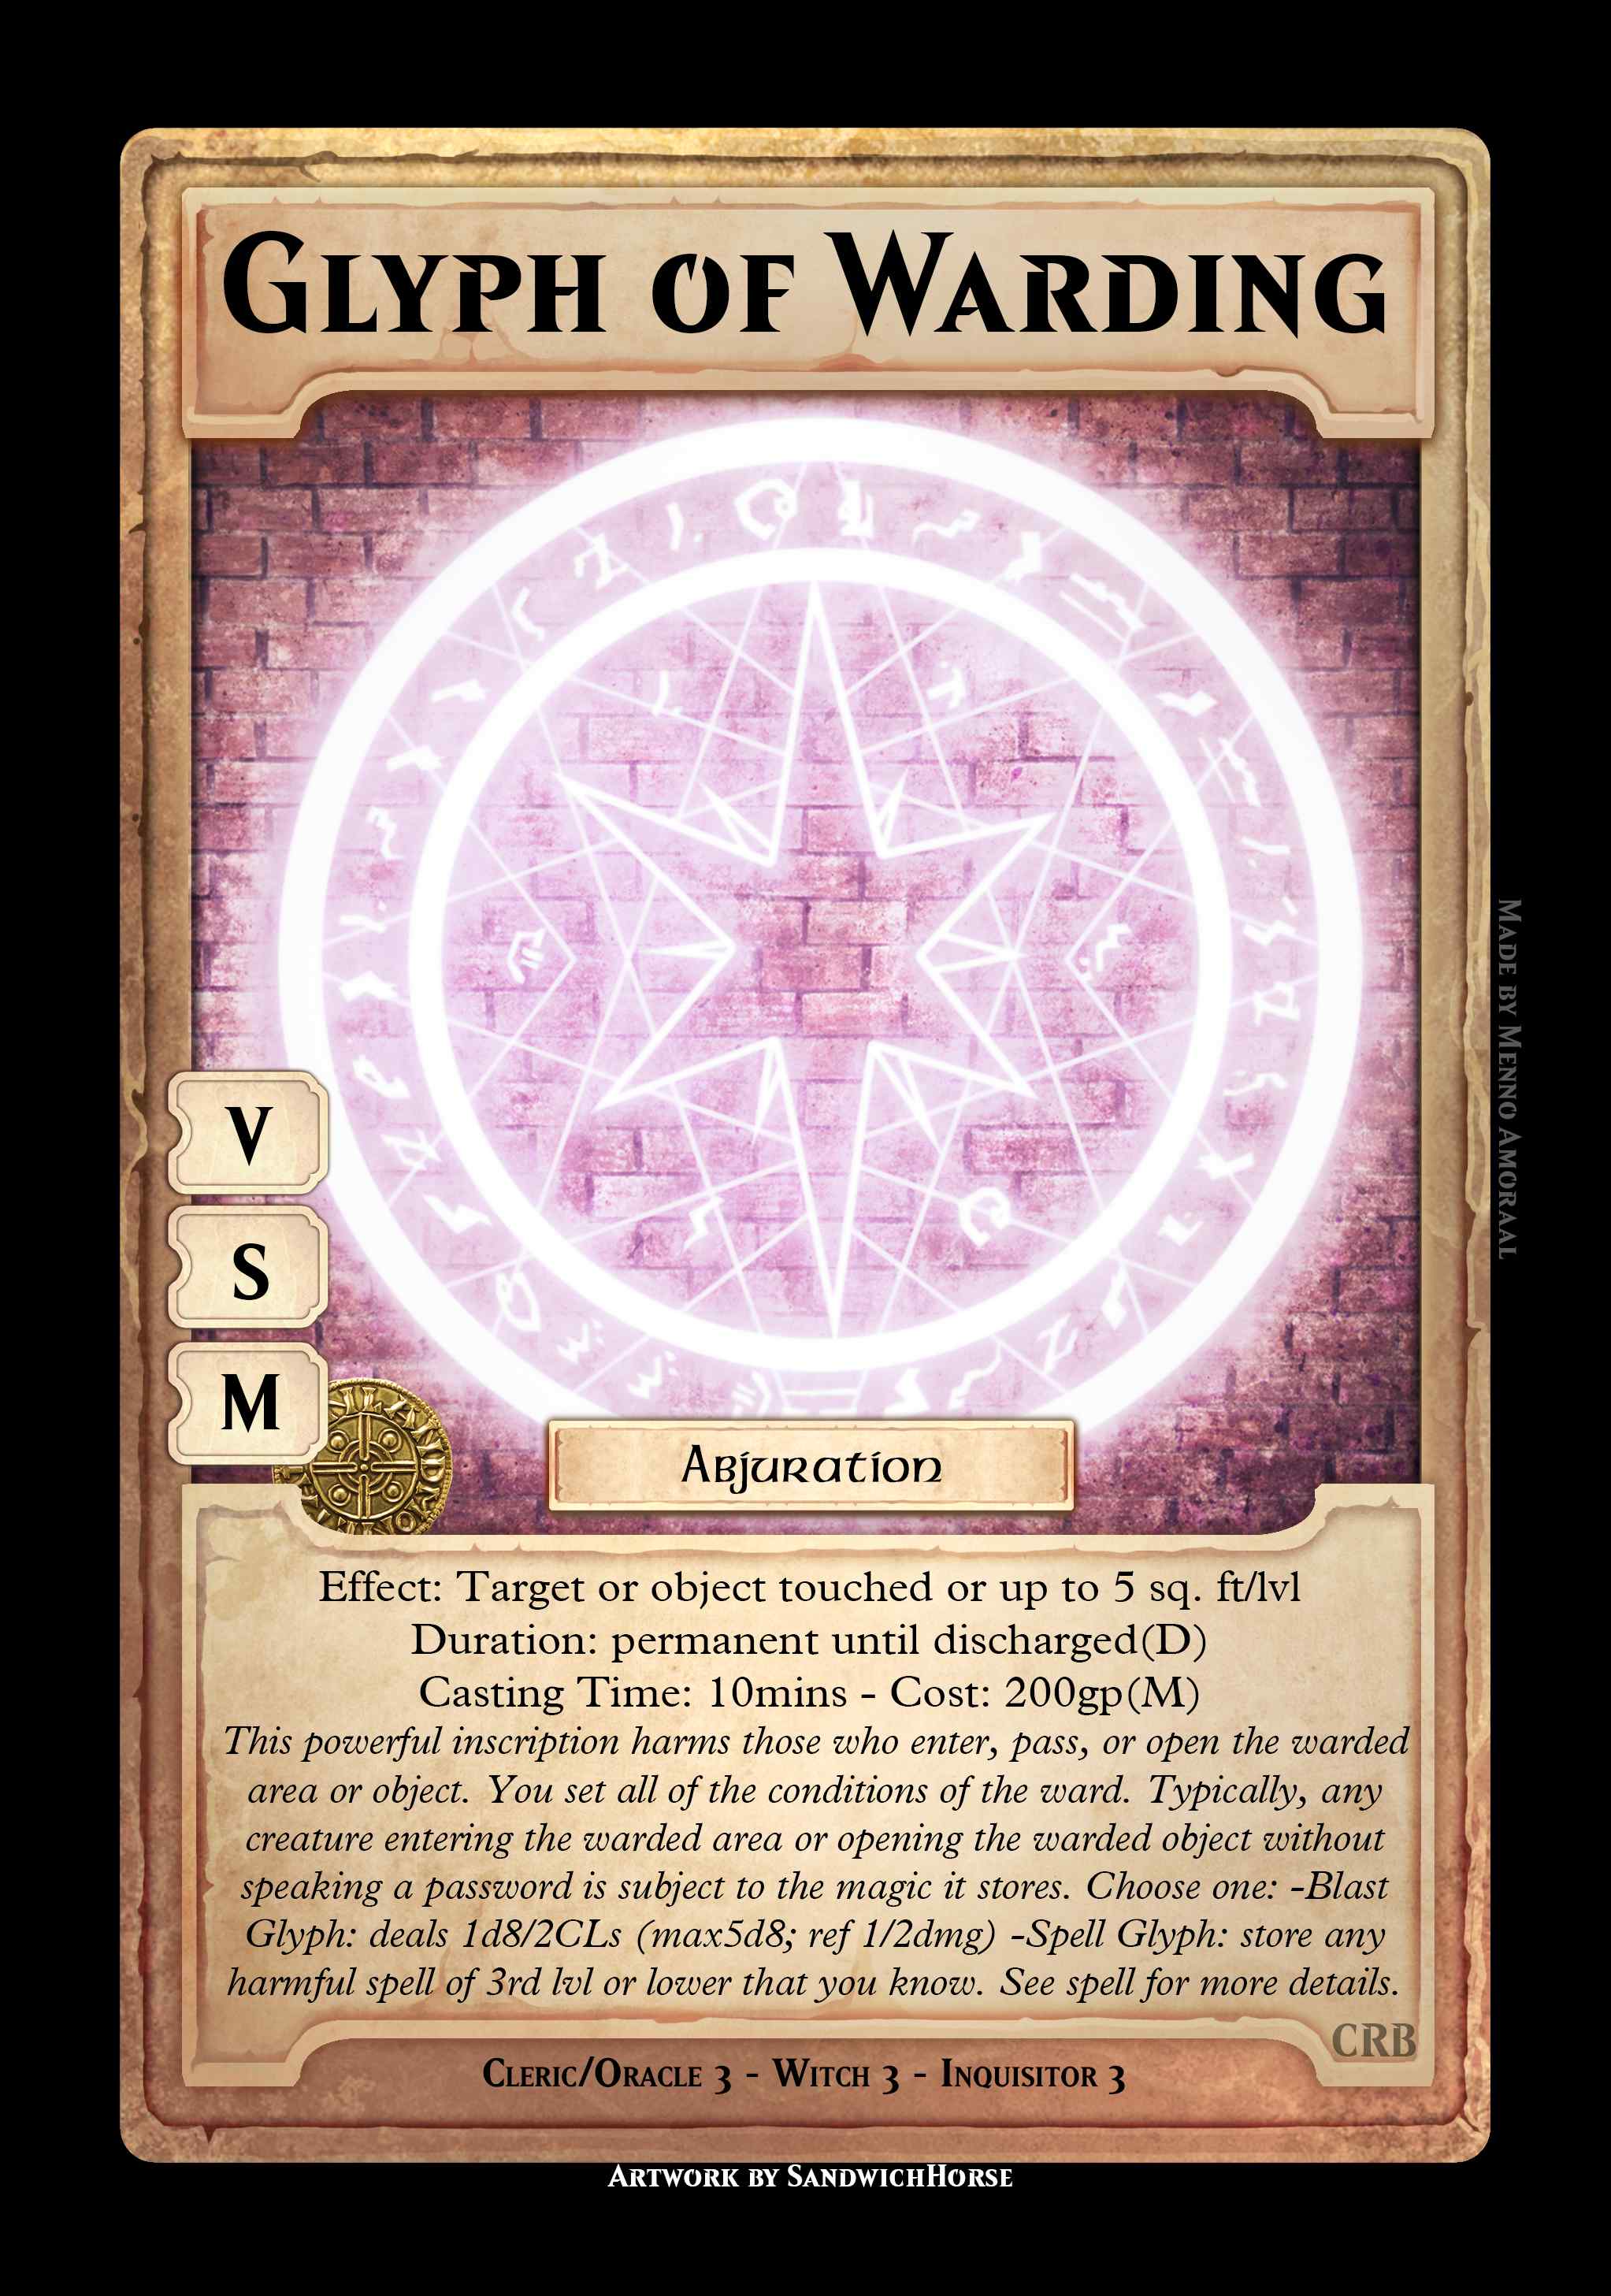 Glyph of Warding
V
S
M
Abjuration
Effect: Target or object touched or up to 5 sq. ft/lvl
Duration: permanent until discharged(D)
Casting Time: 10mins - Cost: 200gp(M)
This powerful inscription harms those who enter, pass, or open the warded
area or object. You set all of the conditions of the ward. Typically, any
creature entering the warded area or opening the warded object without
speaking a password is subject to the magic it stores. Choose one: -Blast
Glyph: deals 1d8/2CLs (max5d8; ref 1/2dmg) -Spell Glyph: store any
harmful spell of 3rd lvl or lower that you know. See spell for more details.
CRB
Cleric/Oracle 3 - Witch 3 - Inquisitor 3
Artwork by SandwichHorse
Made by Menno Amoraal